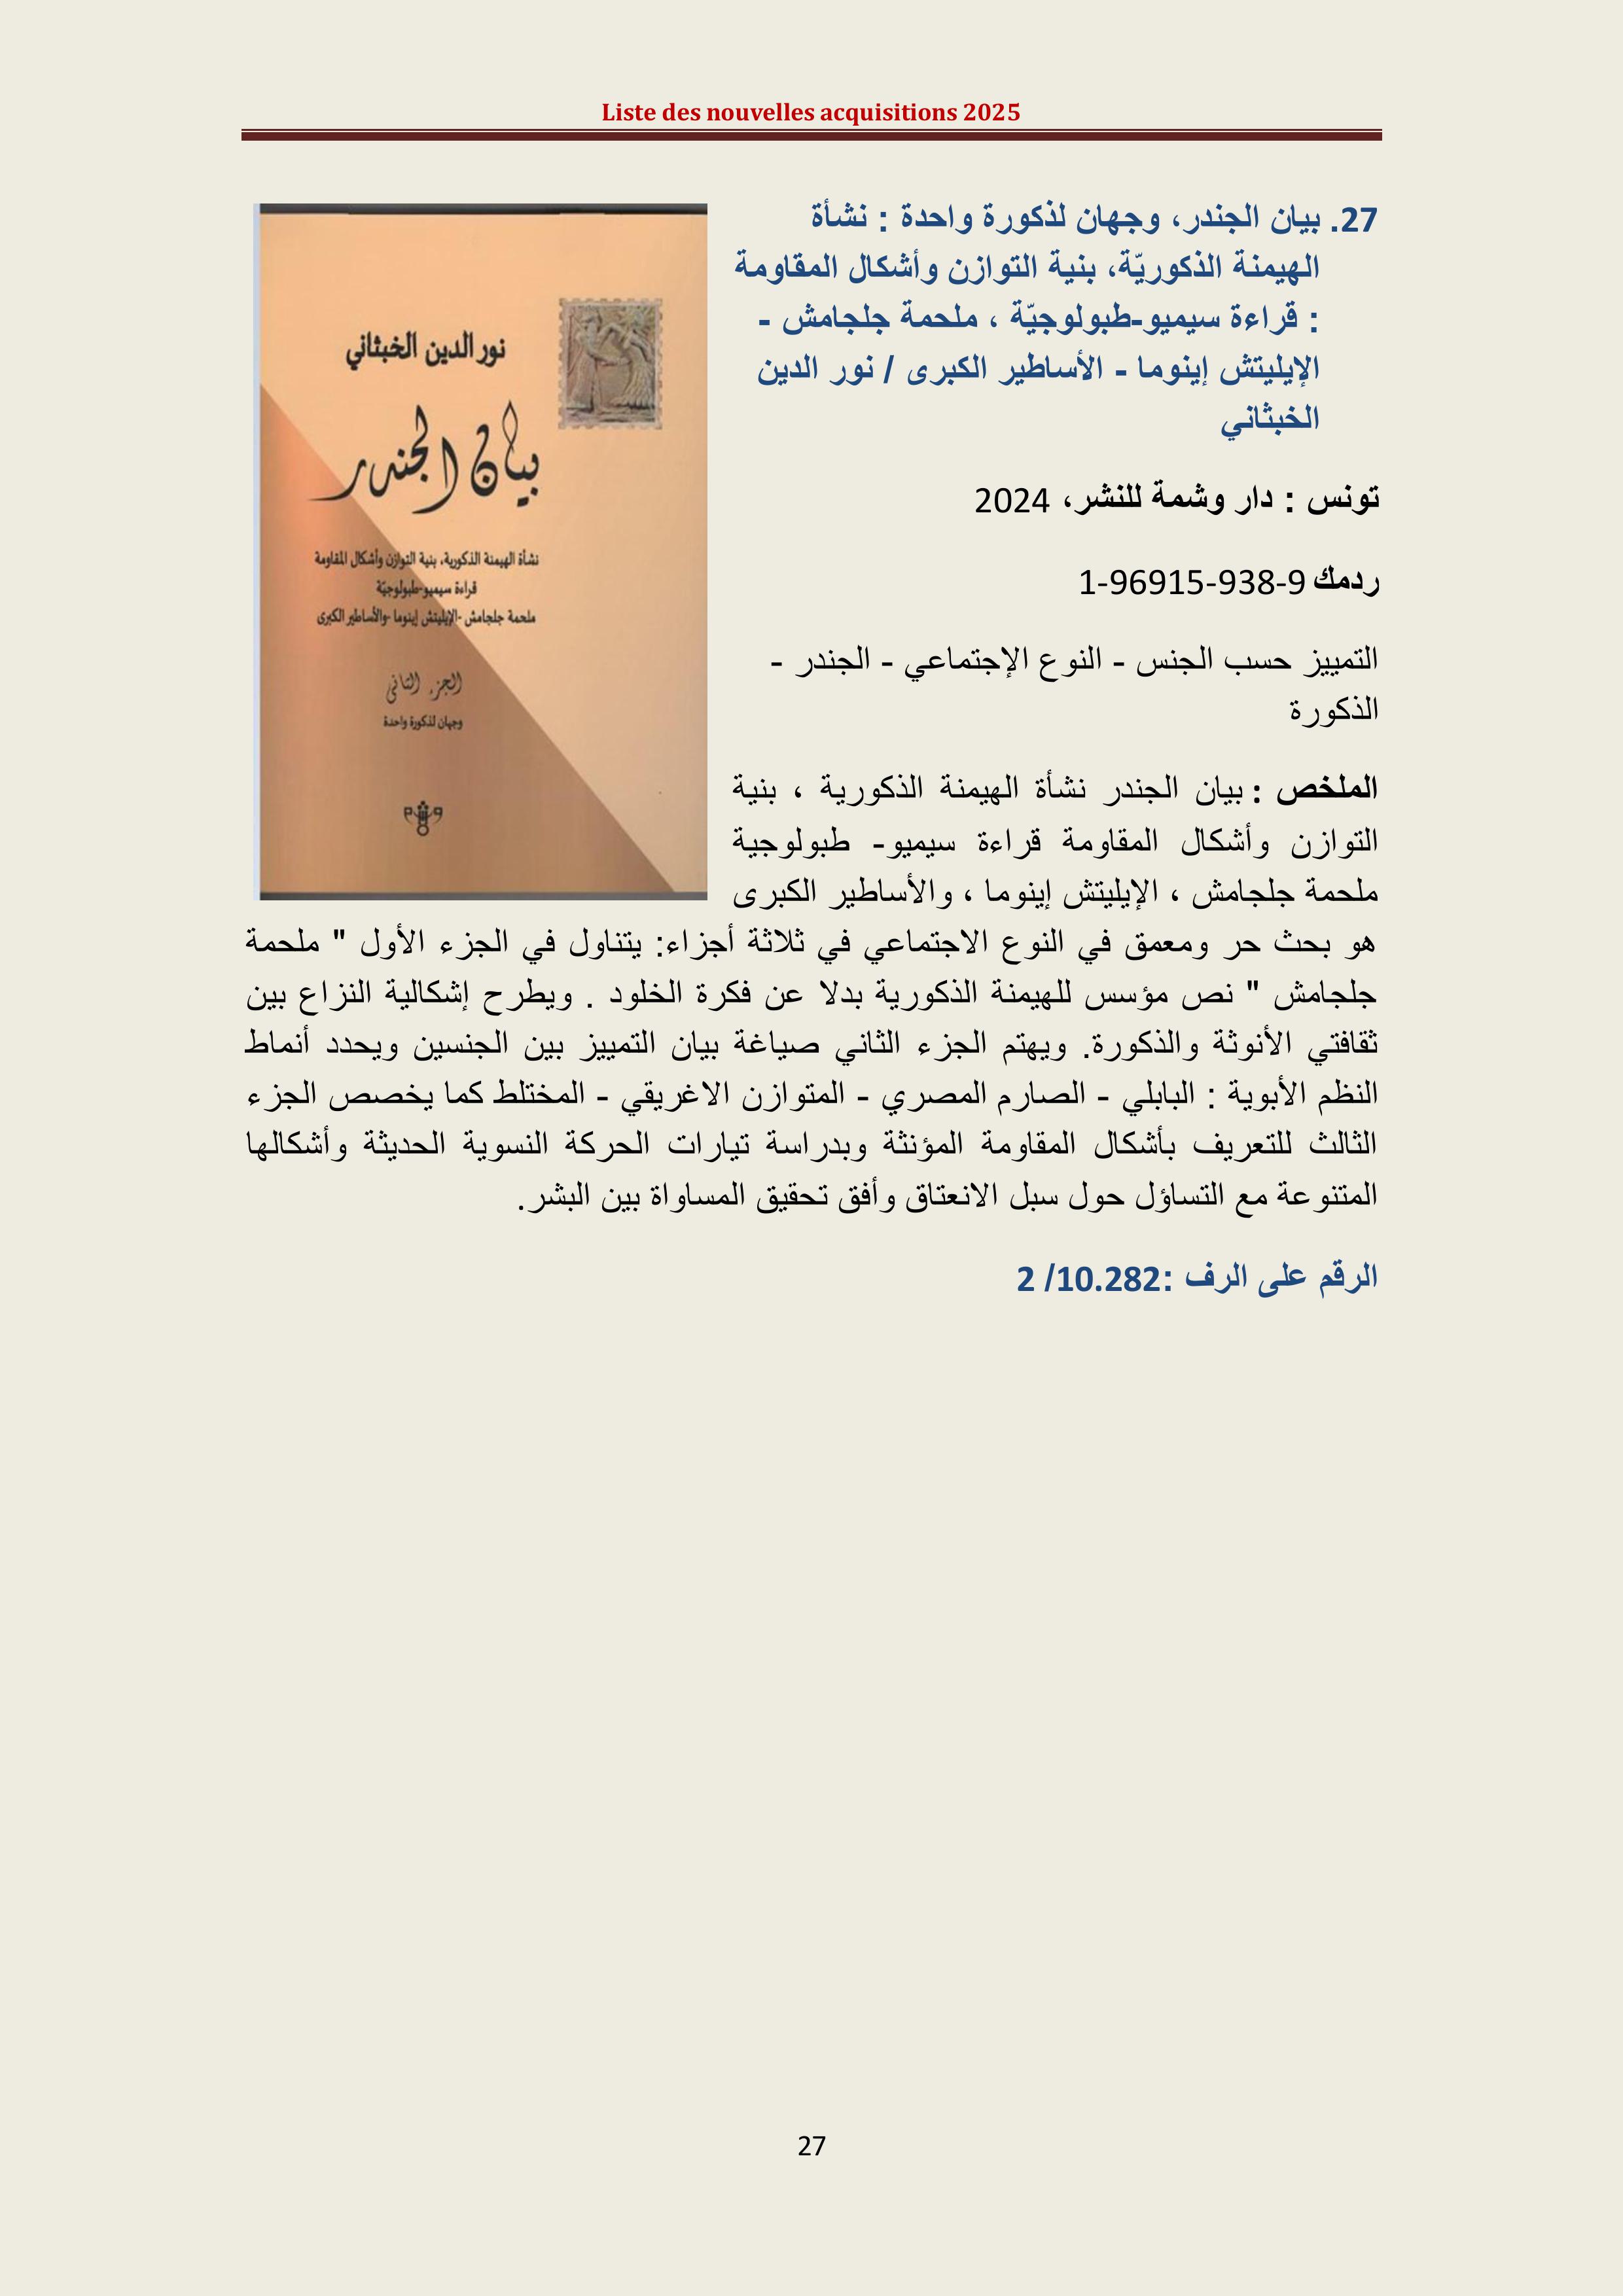 Liste des nouvelles acquisitions 2025
27. بيان الجندر، وجهان لذكورة واحدة : نشأة
الهيمنة الذكوريّة، بنية التوازن وأشكال المقاومة
: قراءة سيميو-طبولوجيّة ، ملحمة جلجامش -
الإيليتش إينوما - الأساطير الكبرى / نور الدين
الخبثاني
تونس : دار وشمة للنشر، 2024
ردمك 9-938-96915-1
التمييز حسب الجنس - النوع الإجتماعي - الجندر -
الذكورة
الملخص : بيان الجندر نشأة الهيمنة الذكورية ، بنية
التوازن وأشكال المقاومة قراءة سيميو- طبولوجية
ملحمة جلجامش ، الإيليتش إينوما ، والأساطير الكبرى
هو بحث حر ومعمق في النوع الاجتماعي في ثلاثة أجزاء: يتناول في الجزء الأول " ملحمة
جلجامش " نص مؤسس للهيمنة الذكورية بدلا عن فكرة الخلود . ويطرح إشكالية النزاع بين
ثقافتي الأنوثة والذكورة. ويهتم الجزء الثاني صياغة بيان التمييز بين الجنسين ويحدد أنماط
النظم الأبوية : البابلي - الصارم المصري - المتوازن الاغريقي - المختلط كما يخصص الجزء
الثالث للتعريف بأشكال المقاومة المؤنثة وبدراسة تيارات الحركة النسوية الحديثة وأشكالها
المتنوعة مع التساؤل حول سبل الانعتاق وأفق تحقيق المساواة بين البشر.
الرقم على الرف :10.282/ 2
نور الدين الخبثاني
بيان الجندر
نشأة الهيمنة الذكورية، بنية التوازن وأشكال المقاومة
قراءة سيميو-طبولوجيّة
ملحمة جلجامش -الإيليتش إينوما -والأساطير الكبرى
الجزء الثاني
وجهان لذكورة واحدة
27